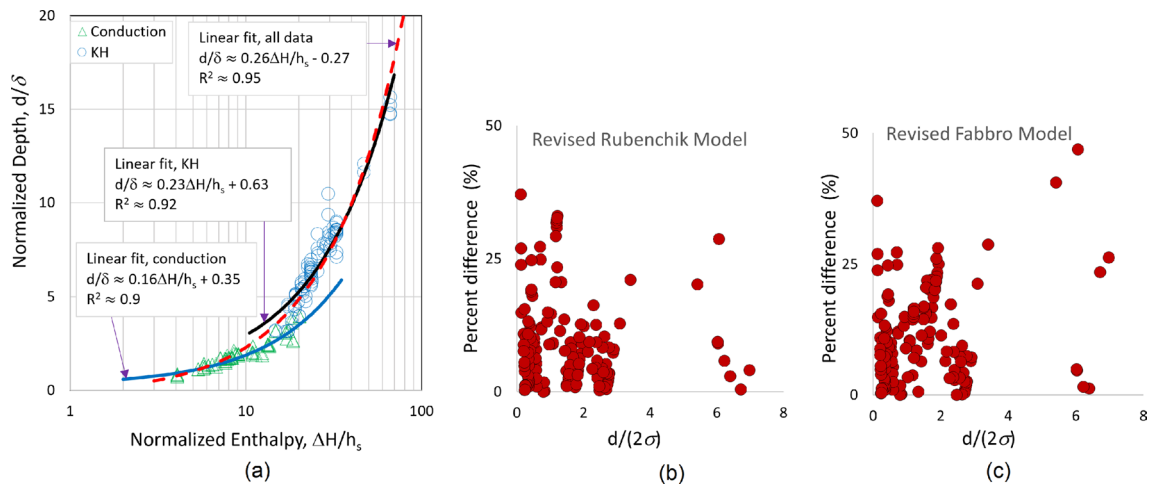 20
15
10
5
0
Normalized Depth, d/δ
Conduction
KH
Linear fit, all data
d/δ ≈ 0.26ΔH/hs - 0.27
R² ≈ 0.95
Linear fit, KH
d/δ ≈ 0.23ΔH/hs + 0.63
R² ≈ 0.92
Linear fit, conduction
d/δ ≈ 0.16ΔH/hs + 0.35
R² ≈ 0.9
1 10 100
Normalized Enthalpy, ΔH/hs
(a)
Revised Rubenchik Model
50
25
0
Percent difference (%)
0 2 4 6 8
d/(2σ)
(b)
Revised Fabbro Model
50
25
0
Percent difference (%)
0 2 4 6 8
d/(2σ)
(c)